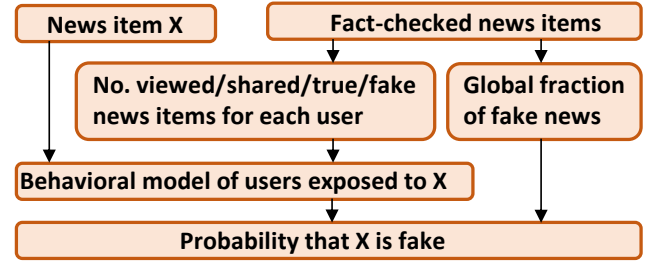 News item X
Fact-checked news items
No. viewed/shared/true/fake
news items for each user
Global fraction
of fake news
Behavioral model of users exposed to X
Probability that X is fake